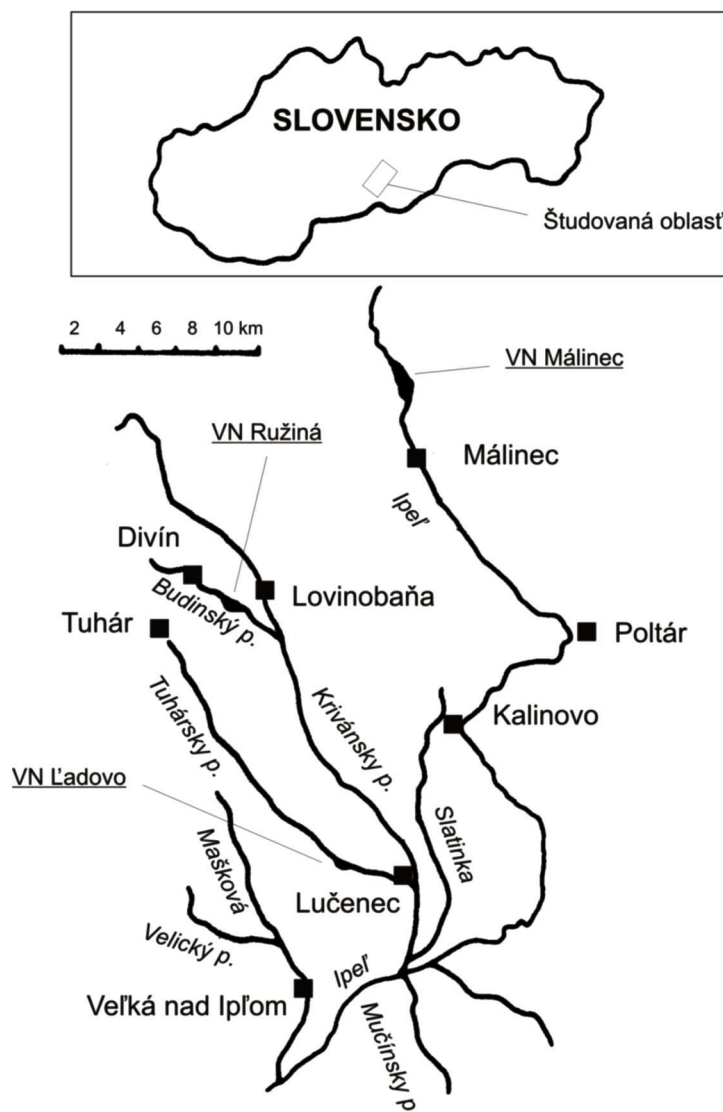 SLOVENSKO
Študovaná oblasť
2 4 6 8 10 km
VN Málinec
VN Ružiná
Málinec
Ipeľ
Divín
Budinský p.
Lovinobaňa
Tuhár
Poltár
Tuhársky p.
Krivánsky p.
Kalinovo
VN Ľadovo
Mašková
Slatinka
Lučenec
Velický p.
Ipeľ
Veľká nad Ipľom
Mučínsky p